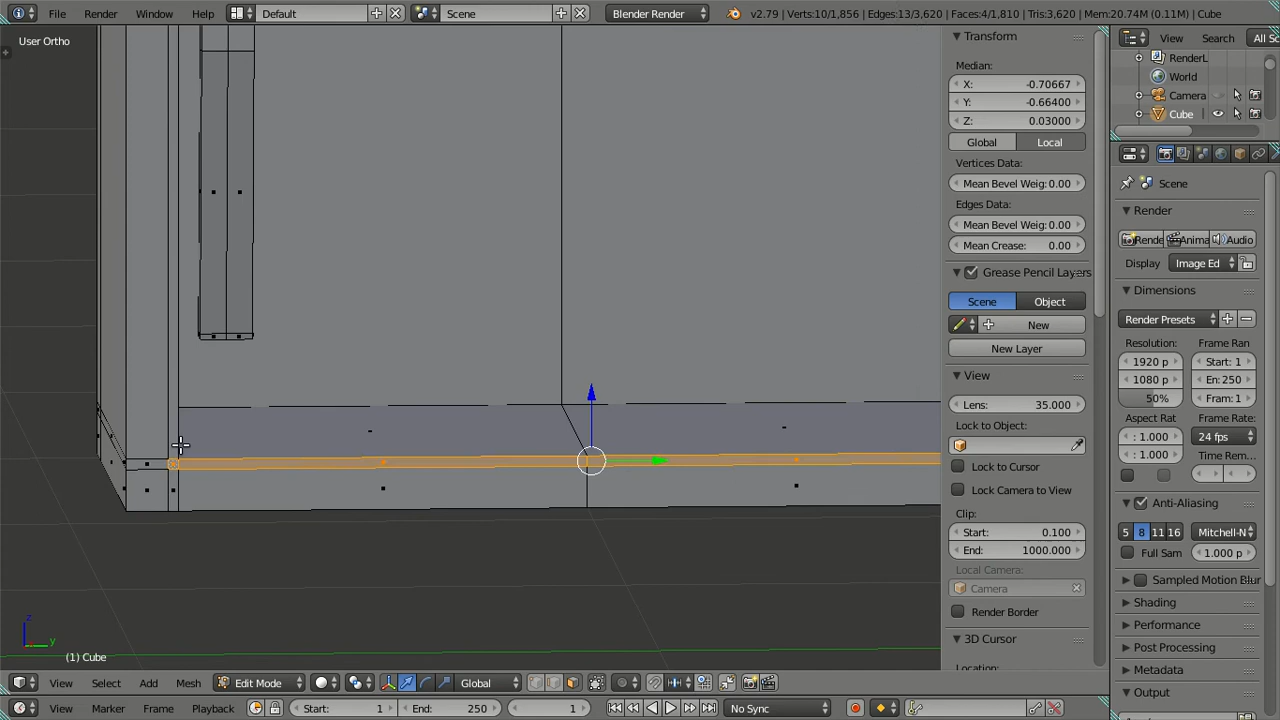 File Render Window Help Default Scene Blender Render v2.79 | Verts:10/1,856 | Edges:13/3,620 | Faces:4/1,810 | Tris:3,620 | Mem:20.74M (0.11M) | Cube
User Ortho
Transform
Median:
X: -0.70667
Y: -0.66400
Z: 0.03000
Global Local
Vertices Data:
Mean Bevel Weig: 0.00
Edges Data:
Mean Bevel Weig: 0.00
Mean Crease: 0.00
Grease Pencil Layers
Scene Object
New
New Layer
View
Lens: 35.000
Lock to Object:
Lock to Cursor
Lock Camera to View
Clip:
Start: 0.100
End: 1000.000
Local Camera:
Camera
Render Border
3D Cursor
Location:
View Search All Sc
RenderL
World
Camera
Cube
Scene
Render
Rende Anima Audio
Display Image Ed
Dimensions
Render Presets
Resolution: Frame Ran
1920 p Start: 1
1080 p En: 250
50% Fram: 1
Aspect Rat Frame Rate:
: 1.000 24 fps
: 1.000 Time Rem...
Anti-Aliasing
5 8 11 16 Mitchell-N
Full Sam 1.000 p
Sampled Motion Blur
Shading
Performance
Post Processing
Metadata
Output
z
y
(1) Cube
View Select Add Mesh Edit Mode Global
View Marker Frame Playback Start: 1 End: 250 1 No Sync